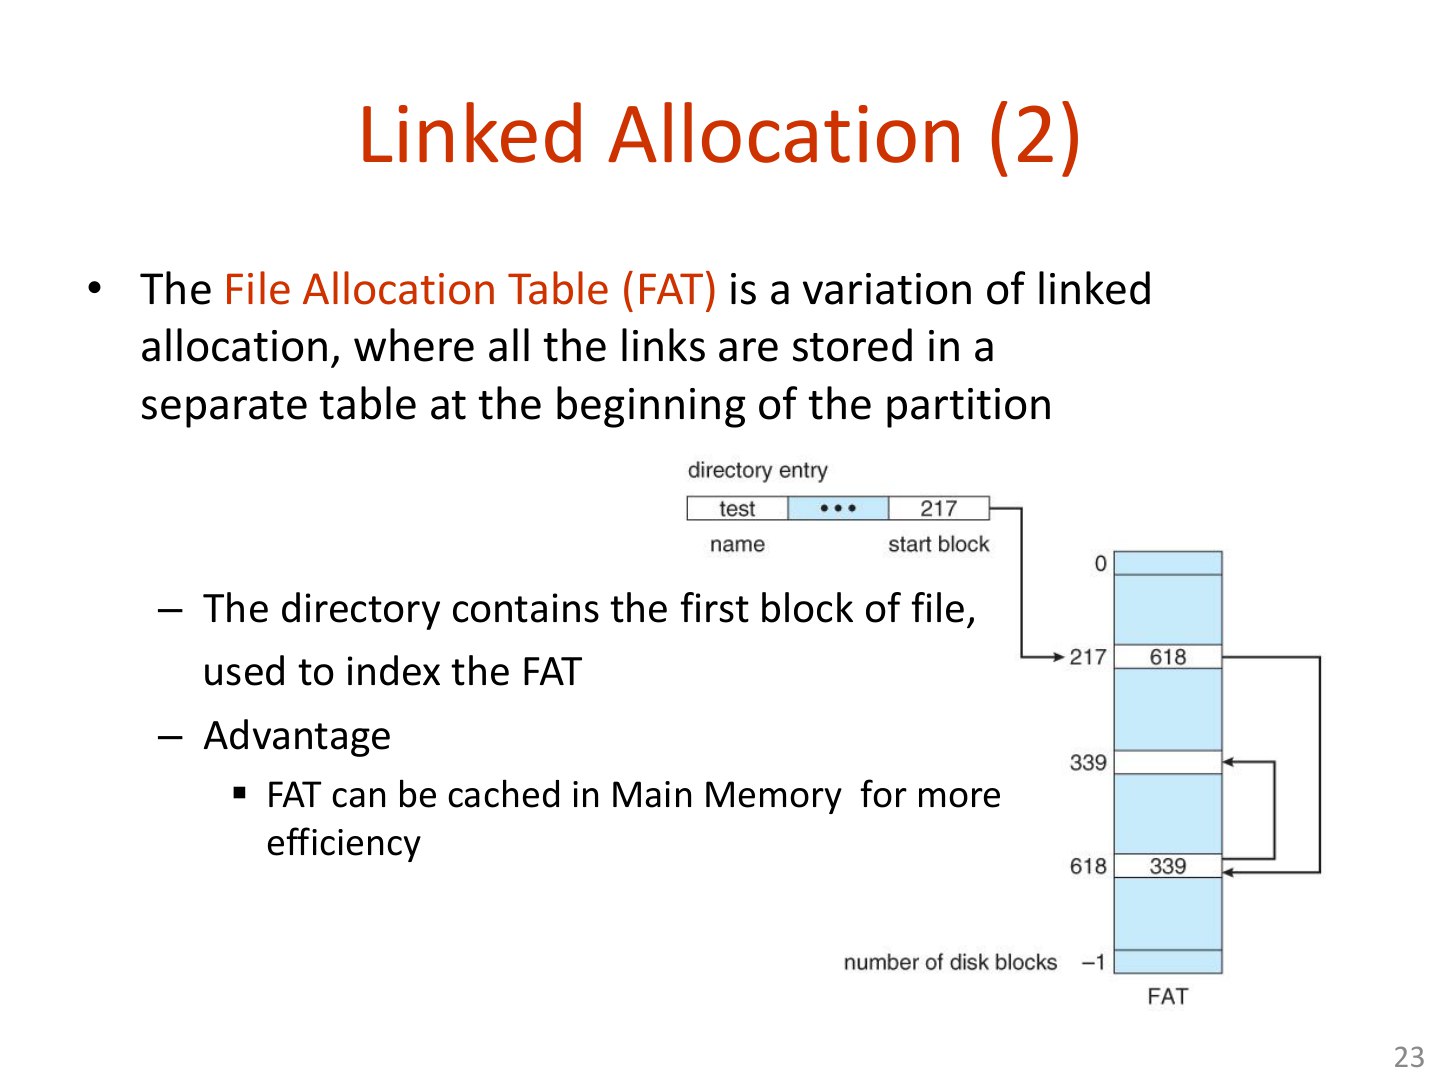 Linked Allocation (2)
• The File Allocation Table (FAT) is a variation of linked
allocation, where all the links are stored in a
separate table at the beginning of the partition
directory entry
test ••• 217
name start block
0
– The directory contains the first block of file,
used to index the FAT
217 618
– Advantage
339
▪ FAT can be cached in Main Memory  for more
efficiency
618 339
number of disk blocks –1
FAT
23